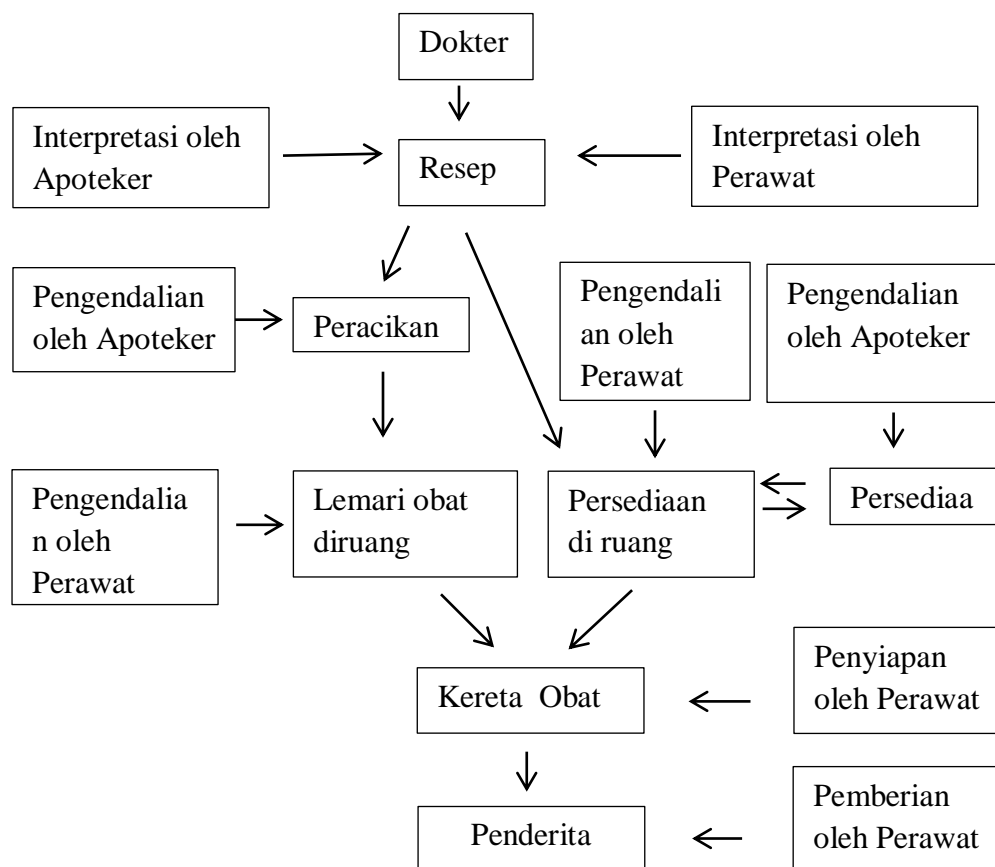 Dokter
Interpretasi oleh
Apoteker
Resep
Interpretasi oleh
Perawat
Pengendalian
oleh Apoteker
Peracikan
Pengendali
an oleh
Perawat
Pengendalian
oleh Apoteker
Pengendalia
n oleh
Perawat
Lemari obat
diruang
Persediaan
di ruang
Persediaa
Kereta Obat
Penyiapan
oleh Perawat
Penderita
Pemberian
oleh Perawat